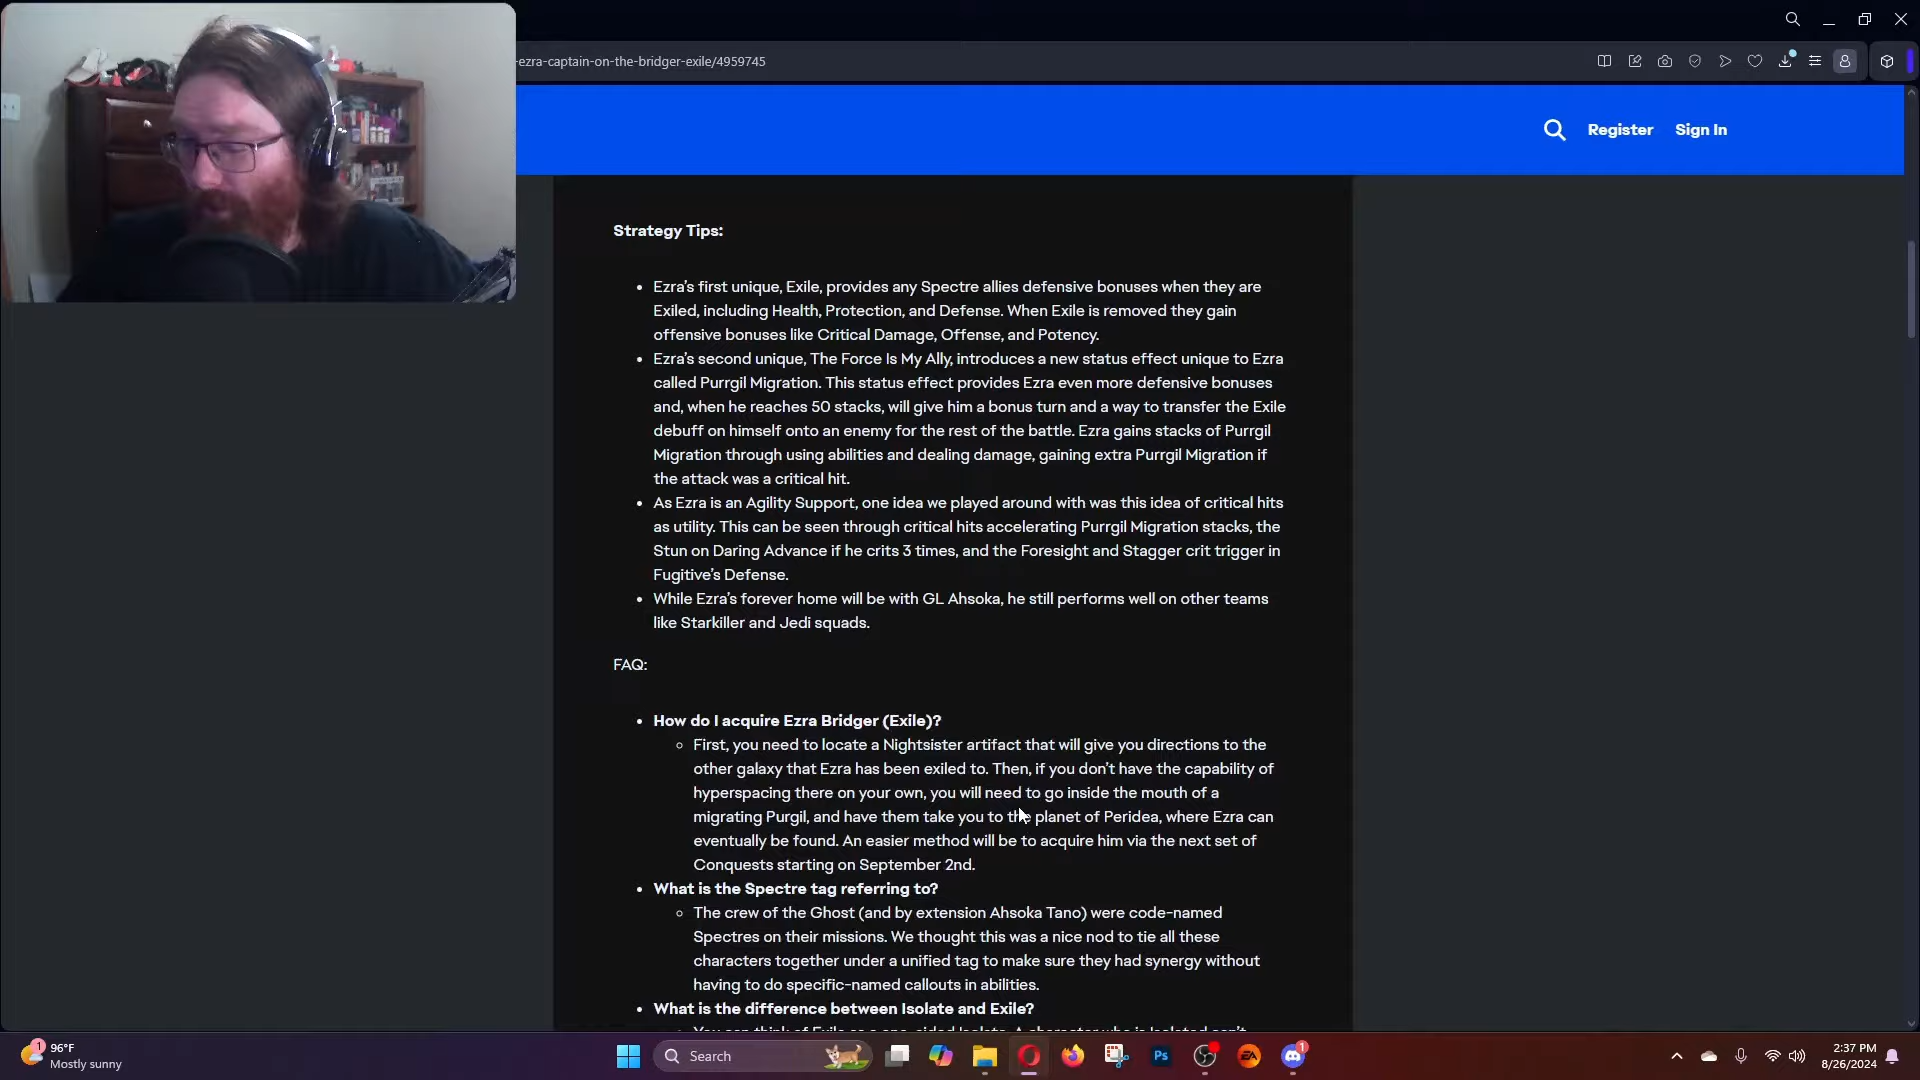 -ezra-captain-on-the-bridger-exile/4959745
Register
Sign In
Strategy Tips:
• Ezra’s first unique, Exile, provides any Spectre allies defensive bonuses when they are
Exiled, including Health, Protection, and Defense. When Exile is removed they gain
offensive bonuses like Critical Damage, Offense, and Potency.
• Ezra’s second unique, The Force Is My Ally, introduces a new status effect unique to Ezra
called Purrgil Migration. This status effect provides Ezra even more defensive bonuses
and, when he reaches 50 stacks, will give him a bonus turn and a way to transfer the Exile
debuff on himself onto an enemy for the rest of the battle. Ezra gains stacks of Purrgil
Migration through using abilities and dealing damage, gaining extra Purrgil Migration if
the attack was a critical hit.
• As Ezra is an Agility Support, one idea we played around with was this idea of critical hits
as utility. This can be seen through critical hits accelerating Purrgil Migration stacks, the
Stun on Daring Advance if he crits 3 times, and the Foresight and Stagger crit trigger in
Fugitive’s Defense.
• While Ezra’s forever home will be with GL Ahsoka, he still performs well on other teams
like Starkiller and Jedi squads.
FAQ:
• How do I acquire Ezra Bridger (Exile)?
◦ First, you need to locate a Nightsister artifact that will give you directions to the
other galaxy that Ezra has been exiled to. Then, if you don’t have the capability of
hyperspacing there on your own, you will need to go inside the mouth of a
migrating Purgil, and have them take you to the planet of Peridea, where Ezra can
eventually be found. An easier method will be to acquire him via the next set of
Conquests starting on September 2nd.
• What is the Spectre tag referring to?
◦ The crew of the Ghost (and by extension Ahsoka Tano) were code-named
Spectres on their missions. We thought this was a nice nod to tie all these
characters together under a unified tag to make sure they had synergy without
having to do specific-named callouts in abilities.
• What is the difference between Isolate and Exile?
◦ You can think of Exile as a one-sided Isolate. A character who is Isolated can’t
1
96°F
Mostly sunny
Search
Ps
EA
1
2:37 PM
8/26/2024